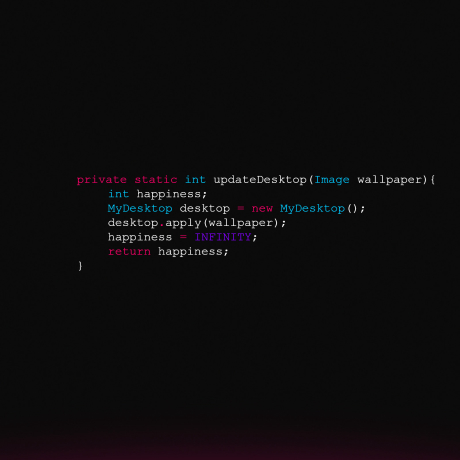 private static int updateDesktop(Image wallpaper){
int happiness;
MyDesktop desktop = new MyDesktop();
desktop.apply(wallpaper);
happiness = INFINITY;
return happiness;
}